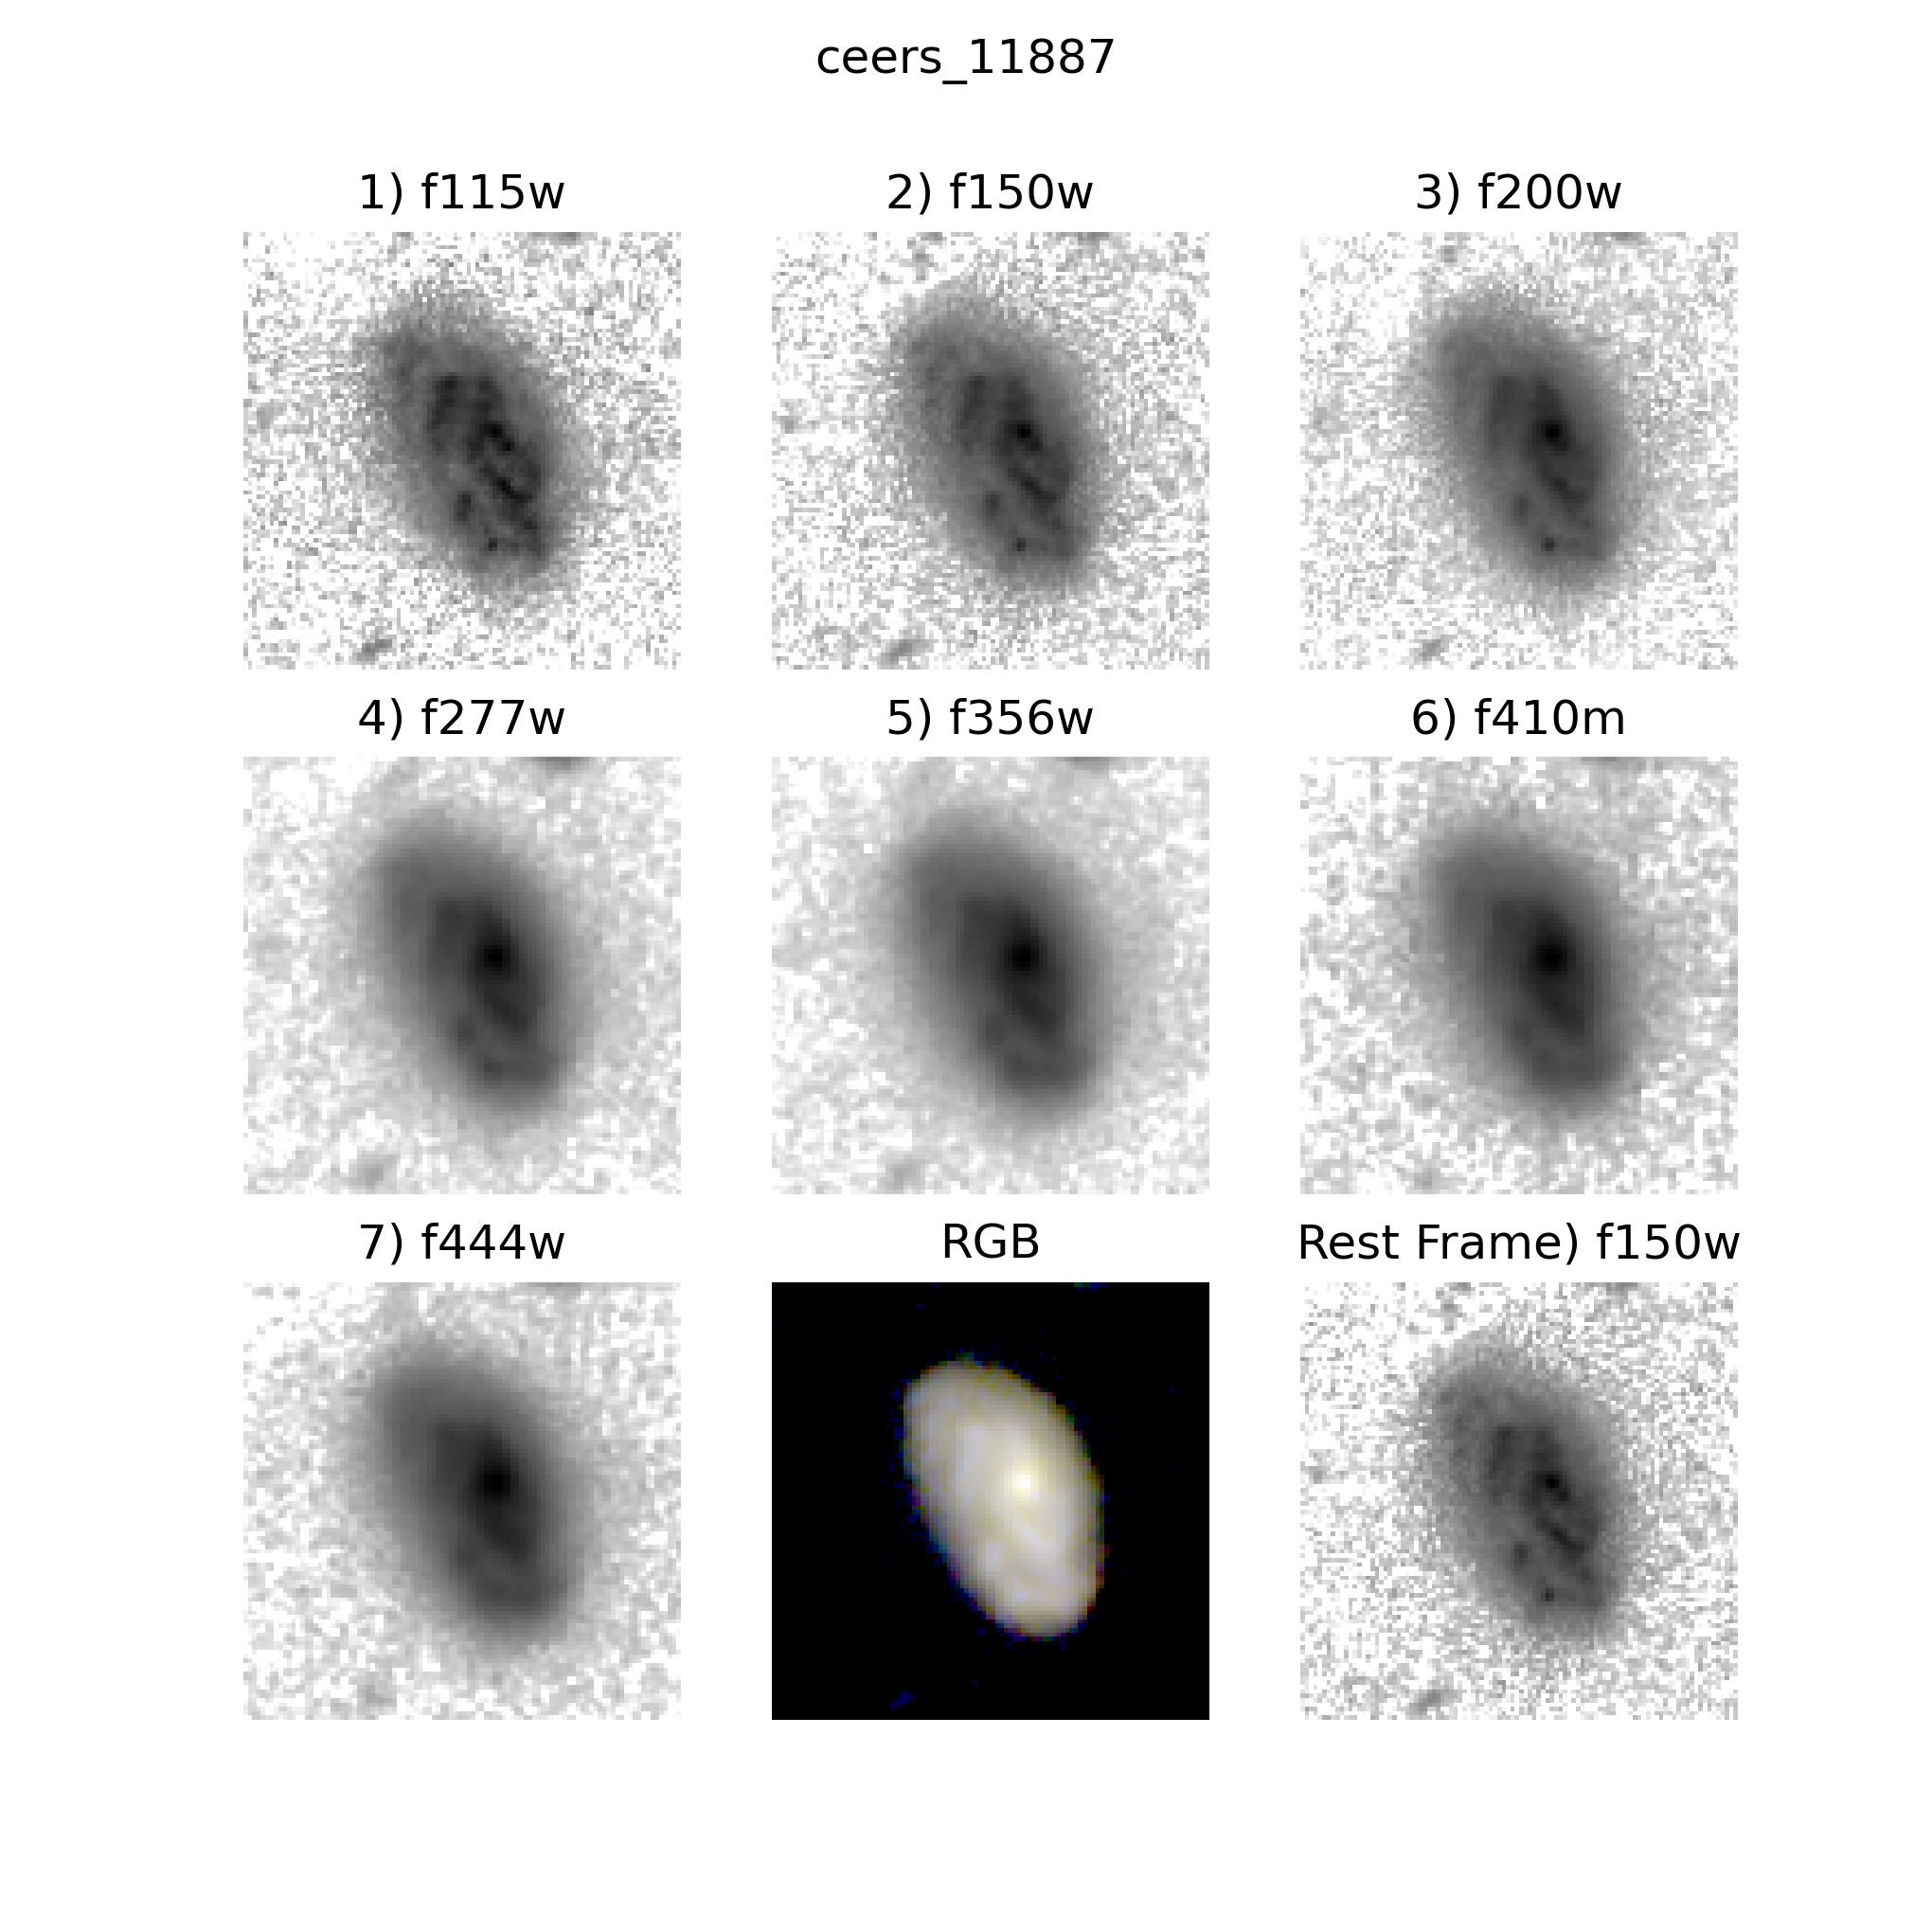 ceers_11887
1) f115w
2) f150w
3) f200w
4) f277w
5) f356w
6) f410m
7) f444w
RGB
Rest Frame) f150w